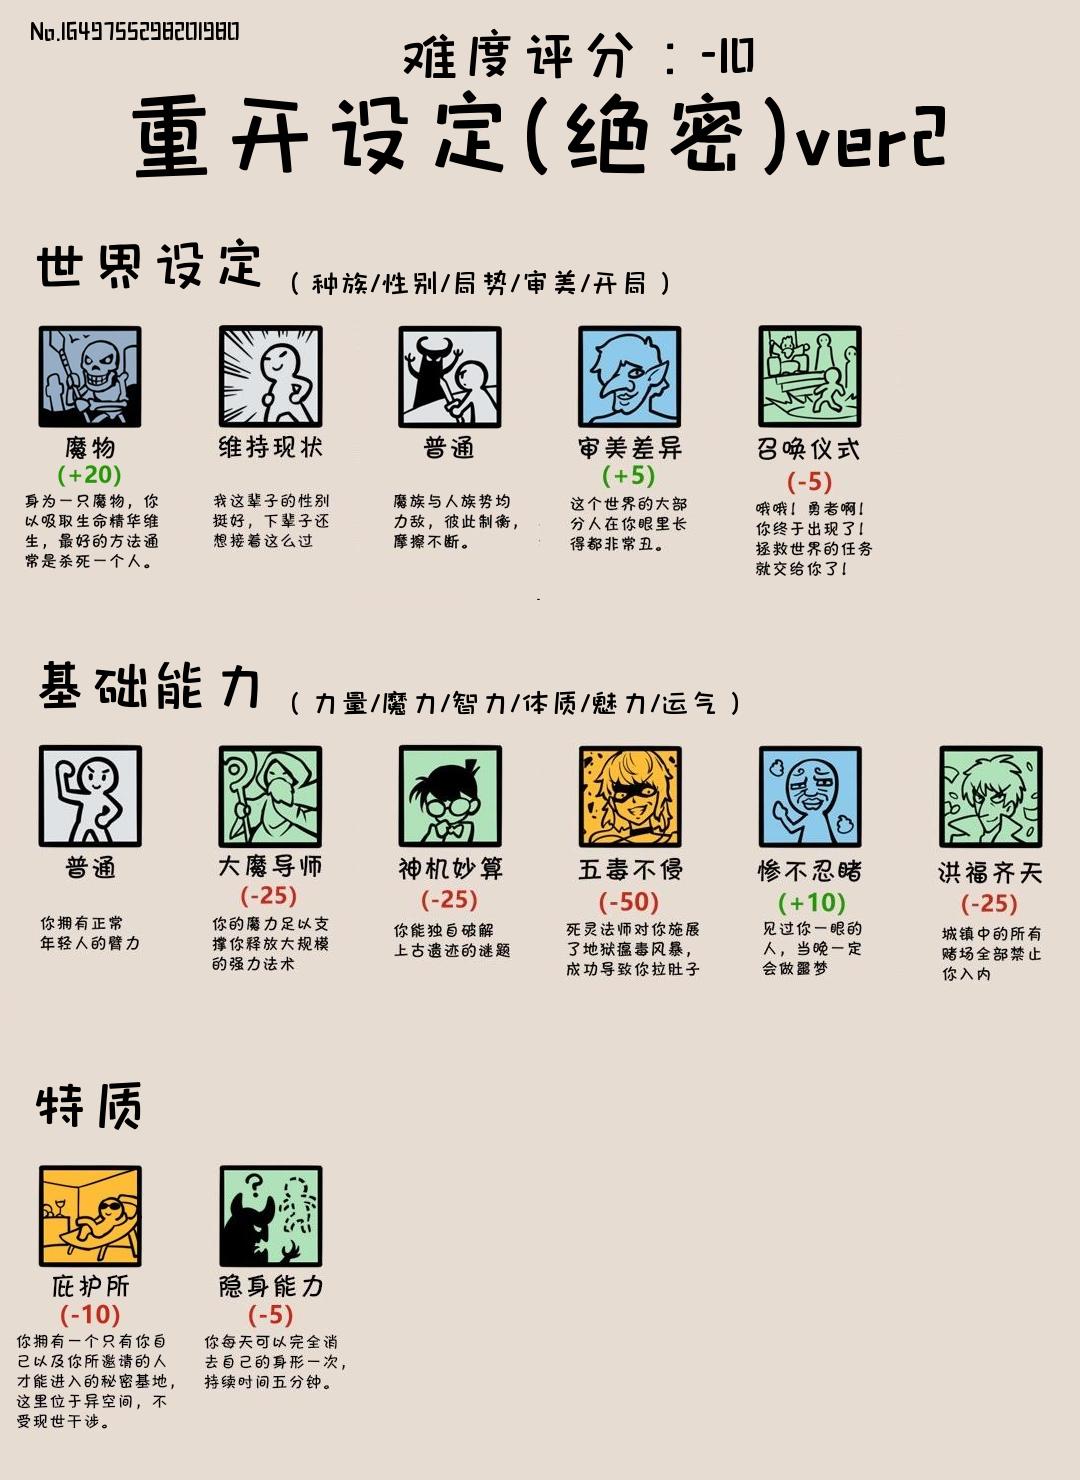 No.1649755298201980
难度评分：-10
重开设定(绝密)ver2
世界设定（种族/性别/局势/审美/开局）
魔物
(+20)
身为一只魔物，你
以吸取生命精华维
生，最好的方法通
常是杀死一个人。
维持现状
我这辈子的性别
挺好，下辈子还
想接着这么过
普通
魔族与人族势均
力敌，彼此制衡，
摩擦不断。
审美差异
(+5)
这个世界的大部
分人在你眼里长
得都非常丑。
召唤仪式
(-5)
哦哦！勇者啊！
你终于出现了！
拯救世界的任务
就交给你了！
基础能力（力量/魔力/智力/体质/魅力/运气）
普通
你拥有正常
年轻人的臂力
大魔导师
(-25)
你的魔力足以支
撑你释放大规模
的强力法术
神机妙算
(-25)
你能独自破解
上古遗迹的谜题
五毒不侵
(-50)
死灵法师对你施展
了地狱瘟毒风暴，
成功导致你拉肚子
惨不忍睹
(+10)
见过你一眼的
人，当晚一定
会做噩梦
洪福齐天
(-25)
城镇中的所有
赌场全部禁止
你入内
特质
庇护所
(-10)
你拥有一个只有你自
己以及你所邀请的人
才能进入的秘密基地，
这里位于异空间，不
受现世干涉。
隐身能力
(-5)
你每天可以完全消
去自己的身形一次，
持续时间五分钟。